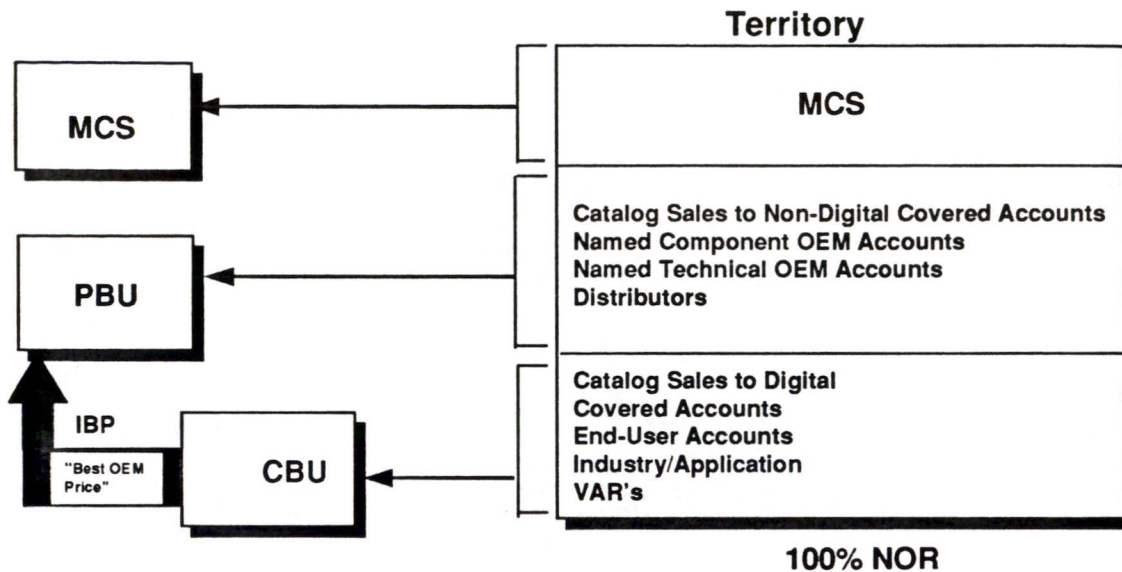 Territory
MCS
MCS
PBU
Catalog Sales to Non-Digital Covered Accounts
Named Component OEM Accounts
Named Technical OEM Accounts
Distributors
IBP
"Best OEM
Price"
CBU
Catalog Sales to Digital
Covered Accounts
End-User Accounts
Industry/Application
VAR's
100% NOR